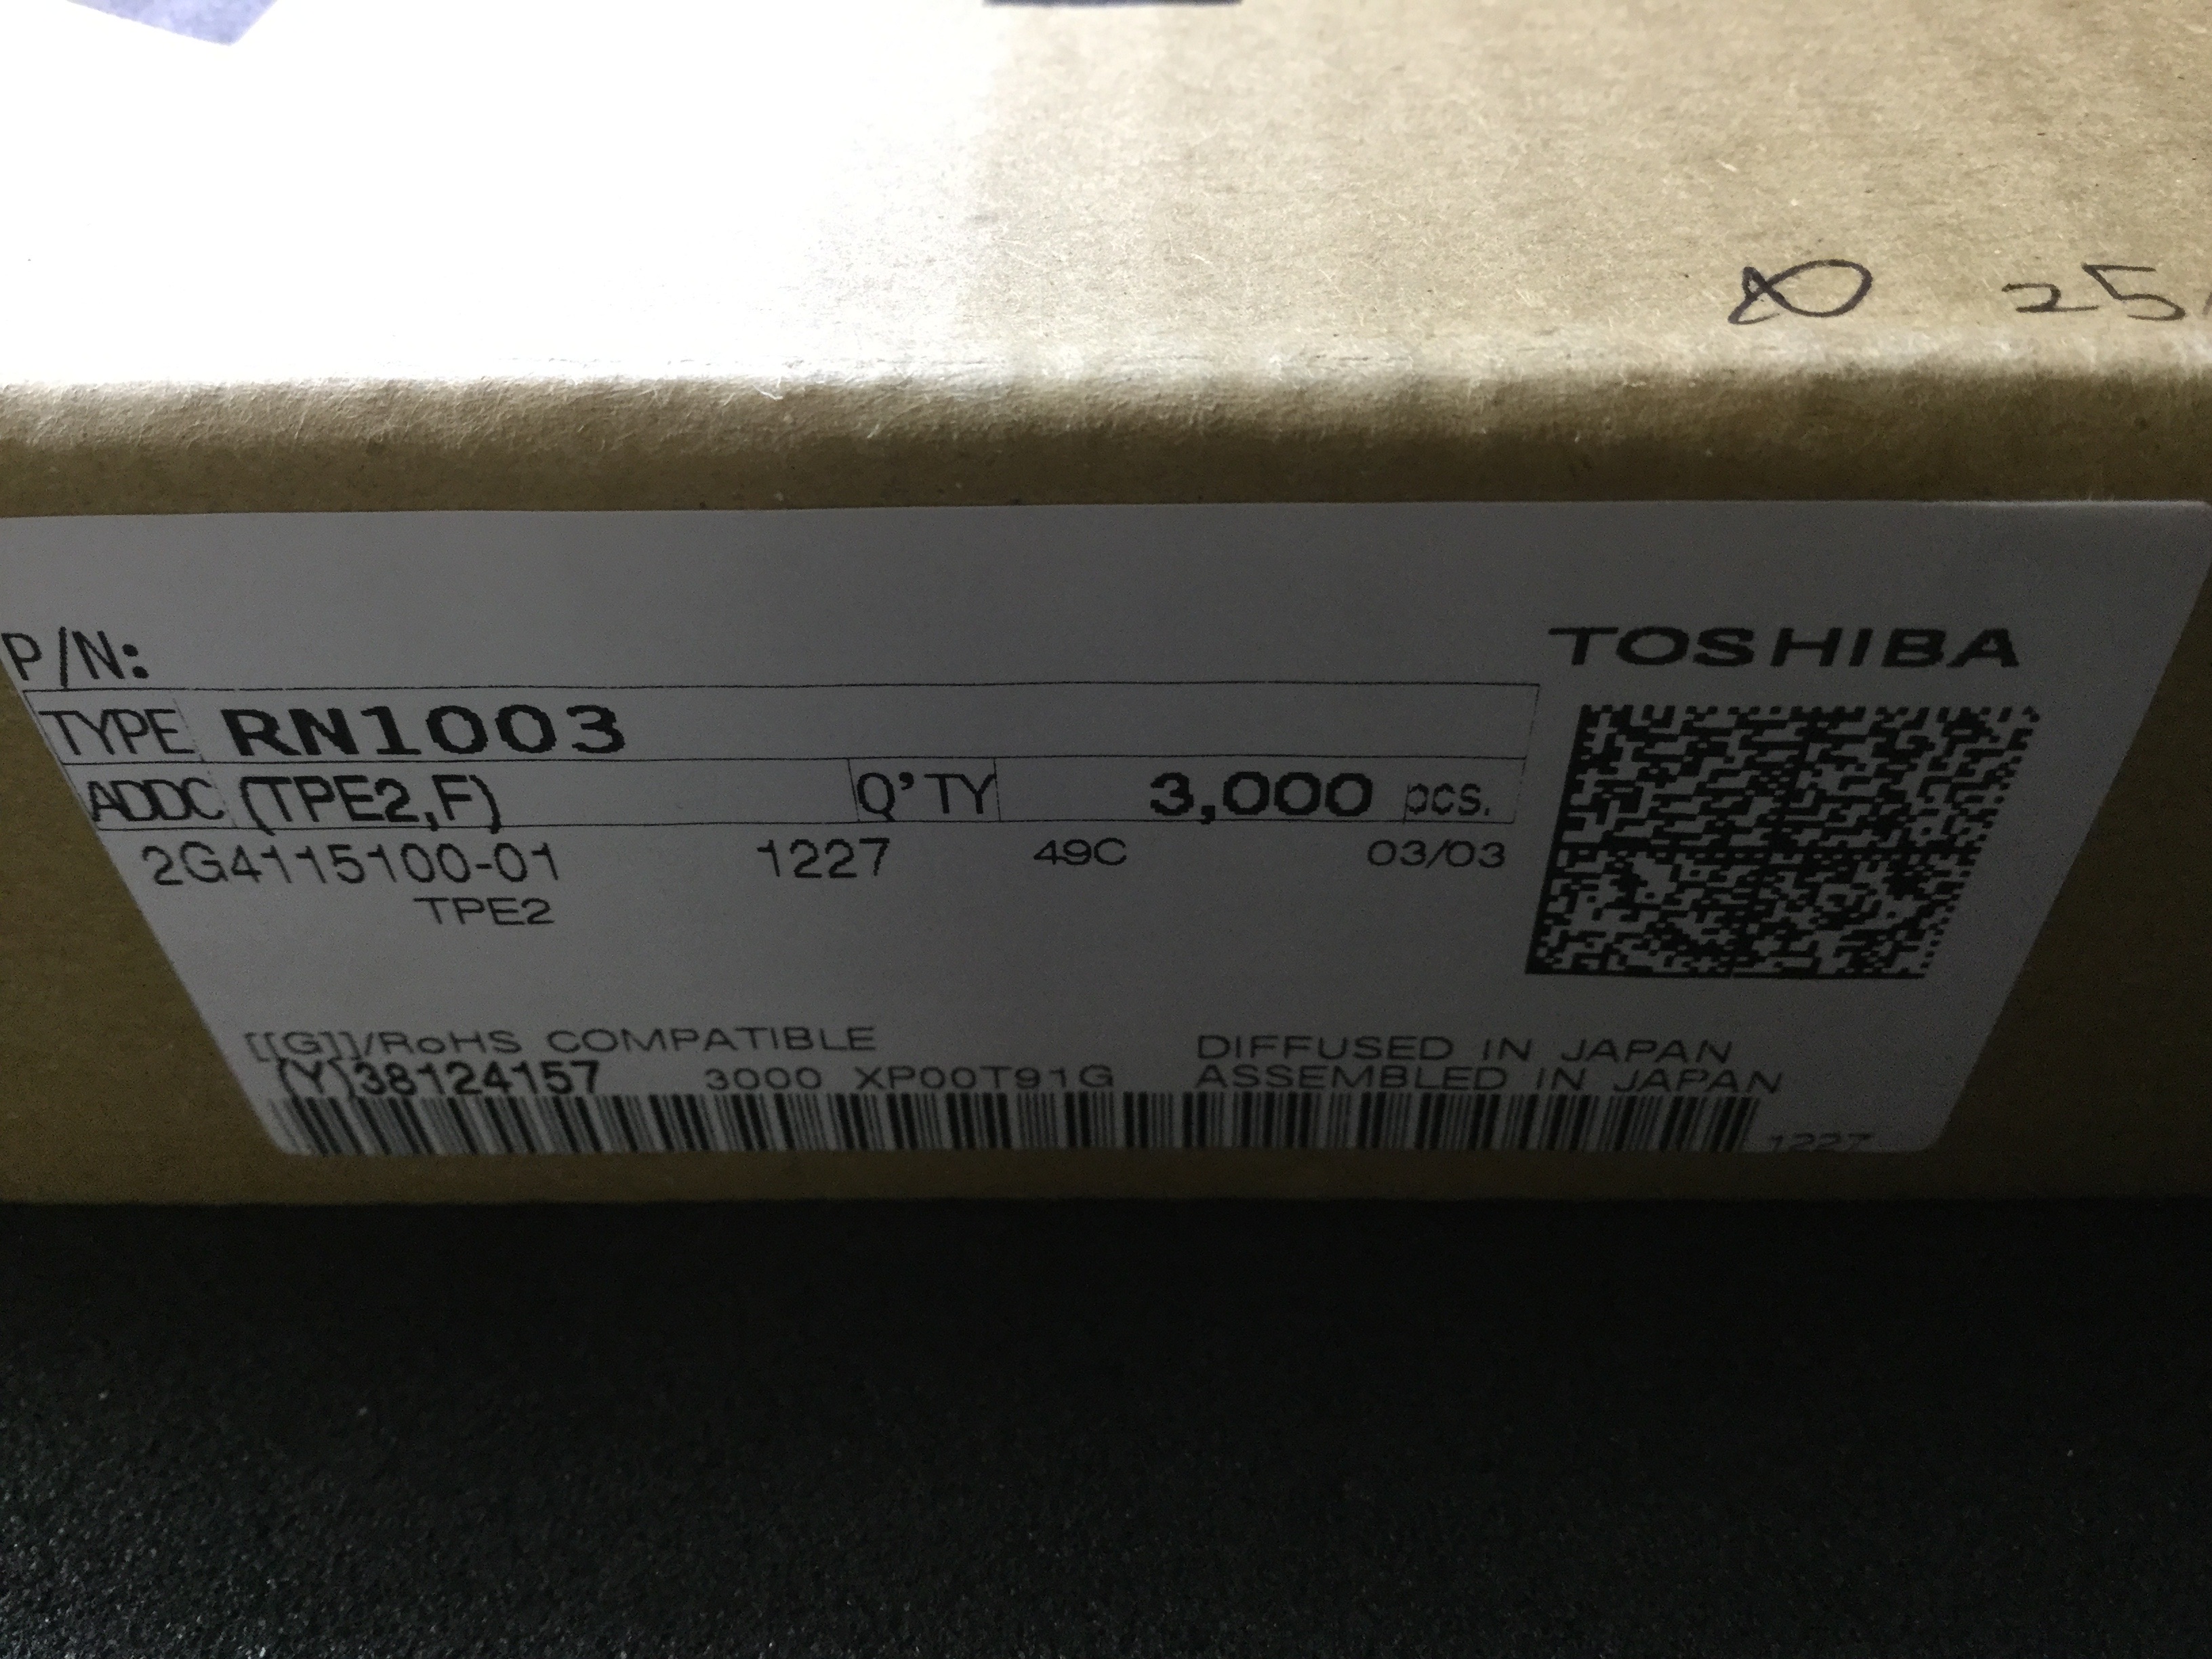 25
P/N:
TOSHIBA
TYPE RN1003
ADDC (TPE2,F) Q'TY 3,000 pcs.
2G4115100-01 1227 49C 03/03
TPE2
[[G]]/RoHS COMPATIBLE
DIFFUSED IN JAPAN
(Y)38124157 3000 XP00T91G
ASSEMBLED IN JAPAN
1227